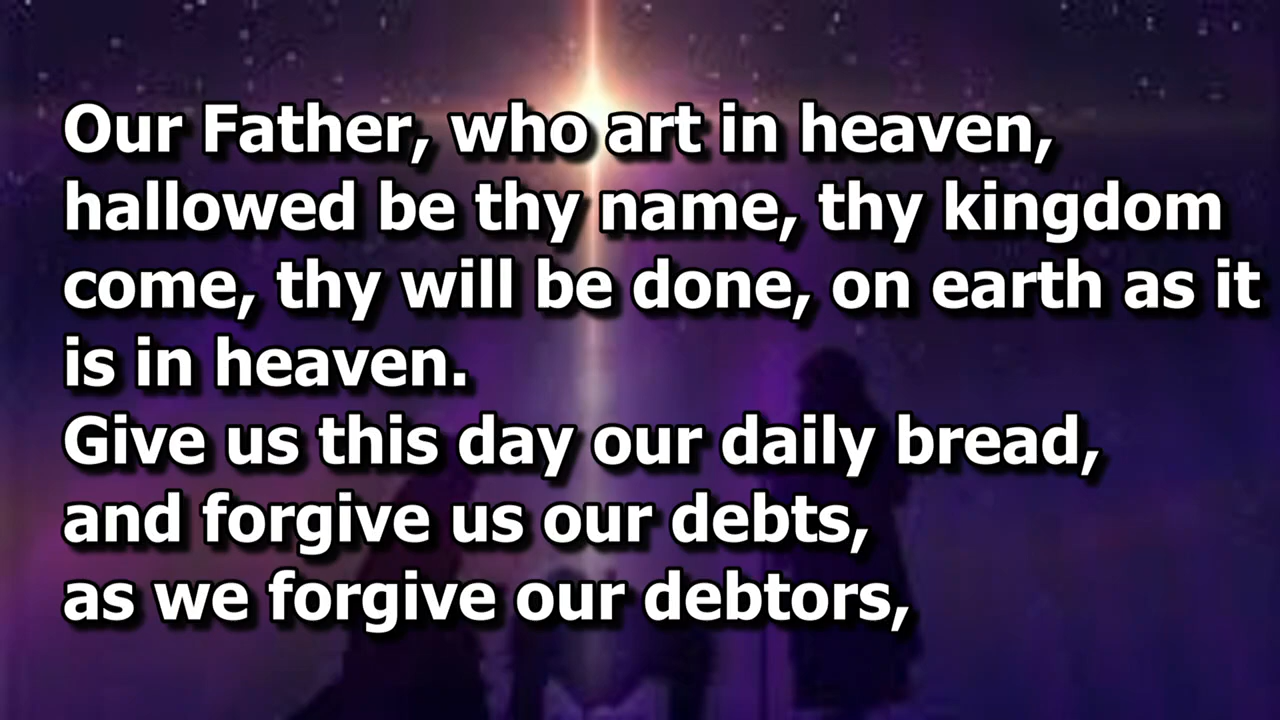 Our Father, who art in heaven,
hallowed be thy name, thy kingdom
come, thy will be done, on earth as it
is in heaven.
Give us this day our daily bread,
and forgive us our debts,
as we forgive our debtors,